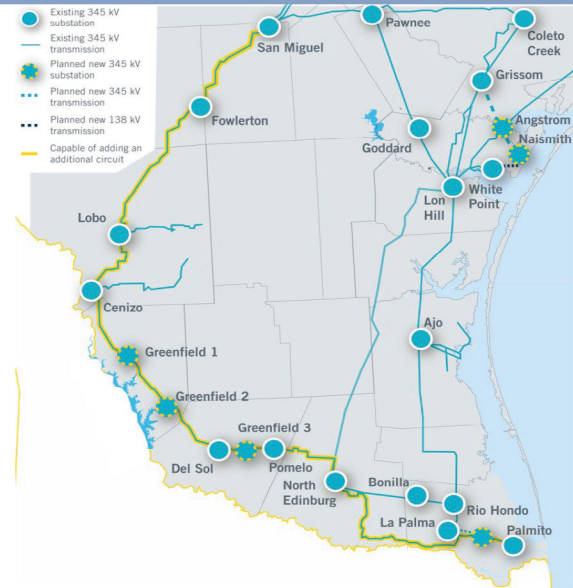 Existing 345 kV
substation
Existing 345 kV
transmission
Planned new 345 kV
substation
Planned new 345 kV
transmission
Planned new 138 kV
transmission
Capable of adding an
additional circuit
Pawnee
San Miguel
Coleto
Creek
Grissom
Fowlerton
Angstrom
Naismith
Goddard
White
Point
Lon
Hill
Lobo
Cenizo
Ajo
Greenfield 1
Greenfield 2
Greenfield 3
Del Sol
Pomelo
North
Edinburg
Bonilla
Rio Hondo
La Palma
Palmito